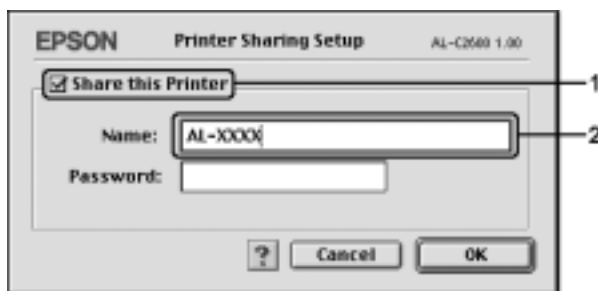 EPSON Printer Sharing Setup AL-C2600 1.00
Share this Printer 1
Name: AL-XXXX 2
Password:
? Cancel OK